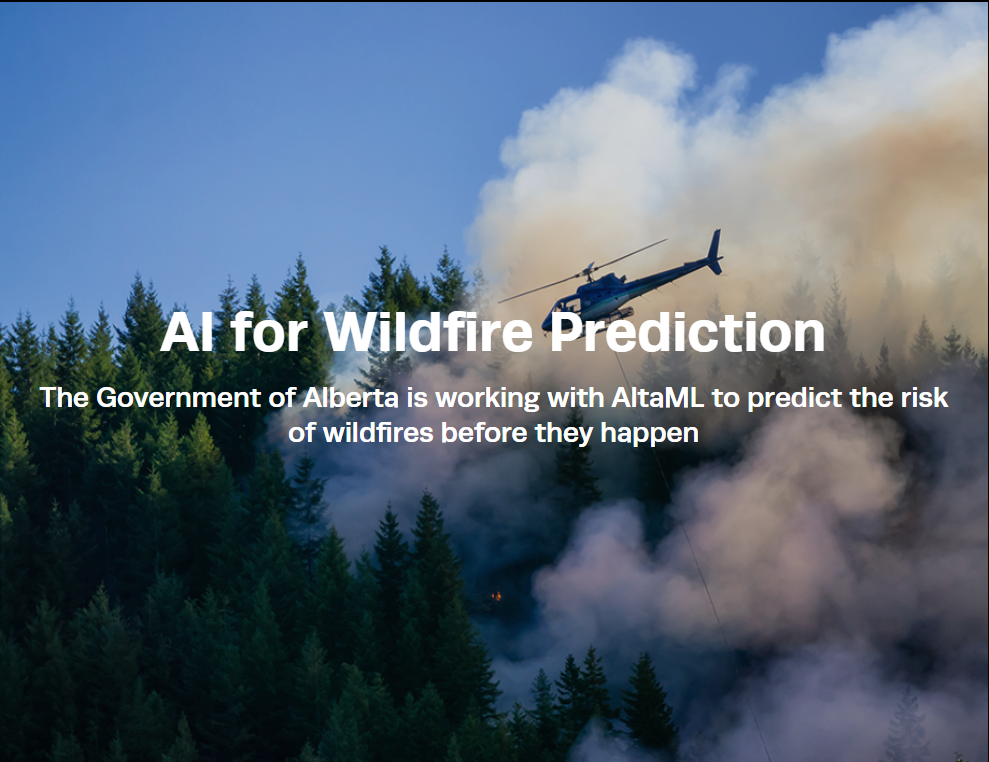 AI for Wildfire Prediction
The Government of Alberta is working with AltaML to predict the risk
of wildfires before they happen